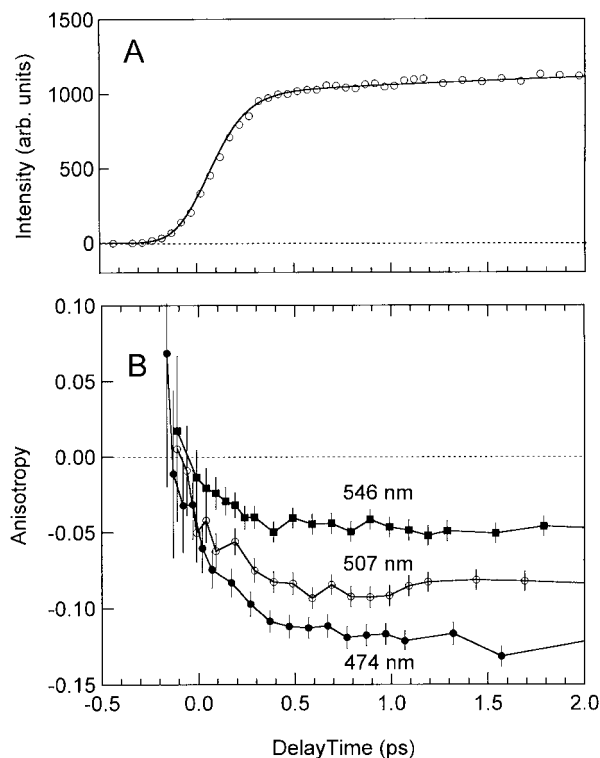 1500
A
1000
Intensity (arb. units)
500
0
0.10
B
0.05
0.00
Anisotropy
546 nm
-0.05
507 nm
-0.10
474 nm
-0.15
-0.5 0.0 0.5 1.0 1.5 2.0
DelayTime (ps)